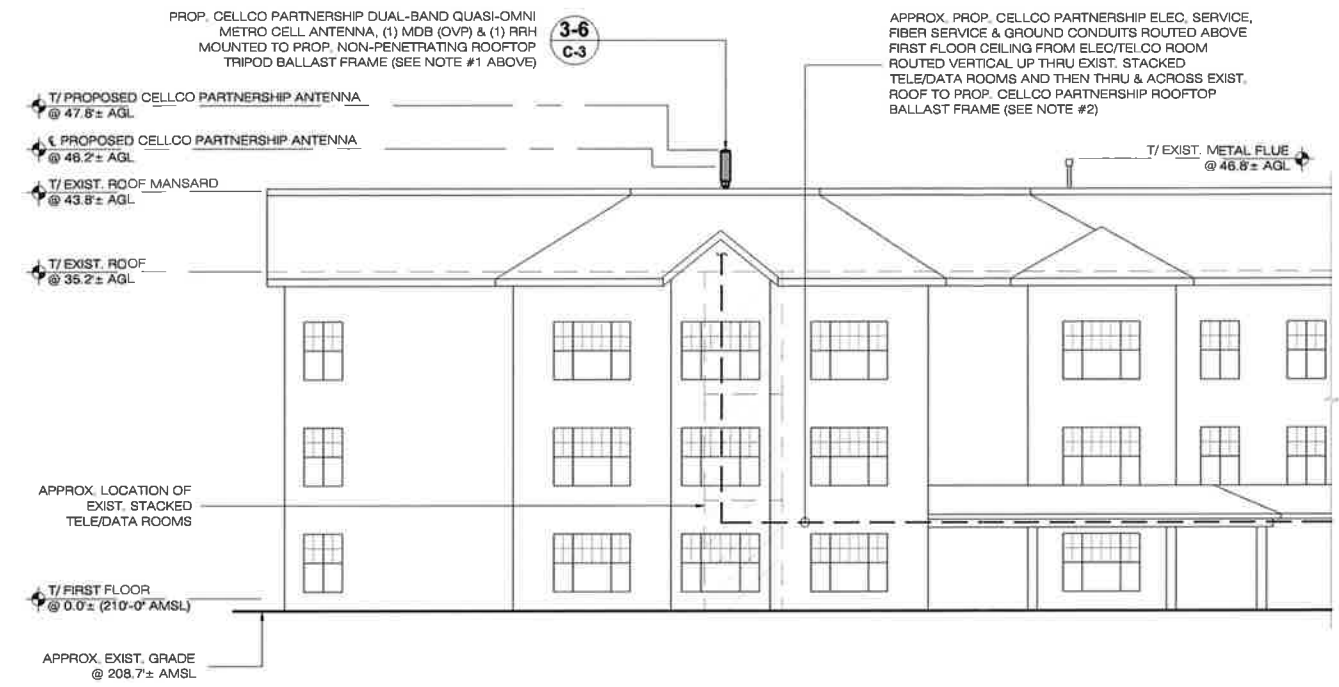 PROP. CELLCO PARTNERSHIP DUAL-BAND QUASI-OMNI
METRO CELL ANTENNA, (1) MDB (OVP) & (1) RRH
MOUNTED TO PROP. NON-PENETRATING ROOFTOP
TRIPOD BALLAST FRAME (SEE NOTE #1 ABOVE)
3-6
C-3
APPROX. PROP. CELLCO PARTNERSHIP ELEC. SERVICE,
FIBER SERVICE & GROUND CONDUITS ROUTED ABOVE
FIRST FLOOR CEILING FROM ELEC/TELCO ROOM
ROUTED VERTICAL UP THRU EXIST. STACKED
TELE/DATA ROOMS AND THEN THRU & ACROSS EXIST.
ROOF TO PROP. CELLCO PARTNERSHIP ROOFTOP
BALLAST FRAME (SEE NOTE #2)
T/ PROPOSED CELLCO PARTNERSHIP ANTENNA
@ 47.8'± AGL
℄ PROPOSED CELLCO PARTNERSHIP ANTENNA
@ 46.2'± AGL
T/ EXIST. METAL FLUE
@ 46.8'± AGL
T/ EXIST. ROOF MANSARD
@ 43.8'± AGL
T/ EXIST. ROOF
@ 35.2'± AGL
APPROX. LOCATION OF
EXIST. STACKED
TELE/DATA ROOMS
T/ FIRST FLOOR
@ 0.0'± (210'-0" AMSL)
APPROX. EXIST. GRADE
@ 208.7'± AMSL